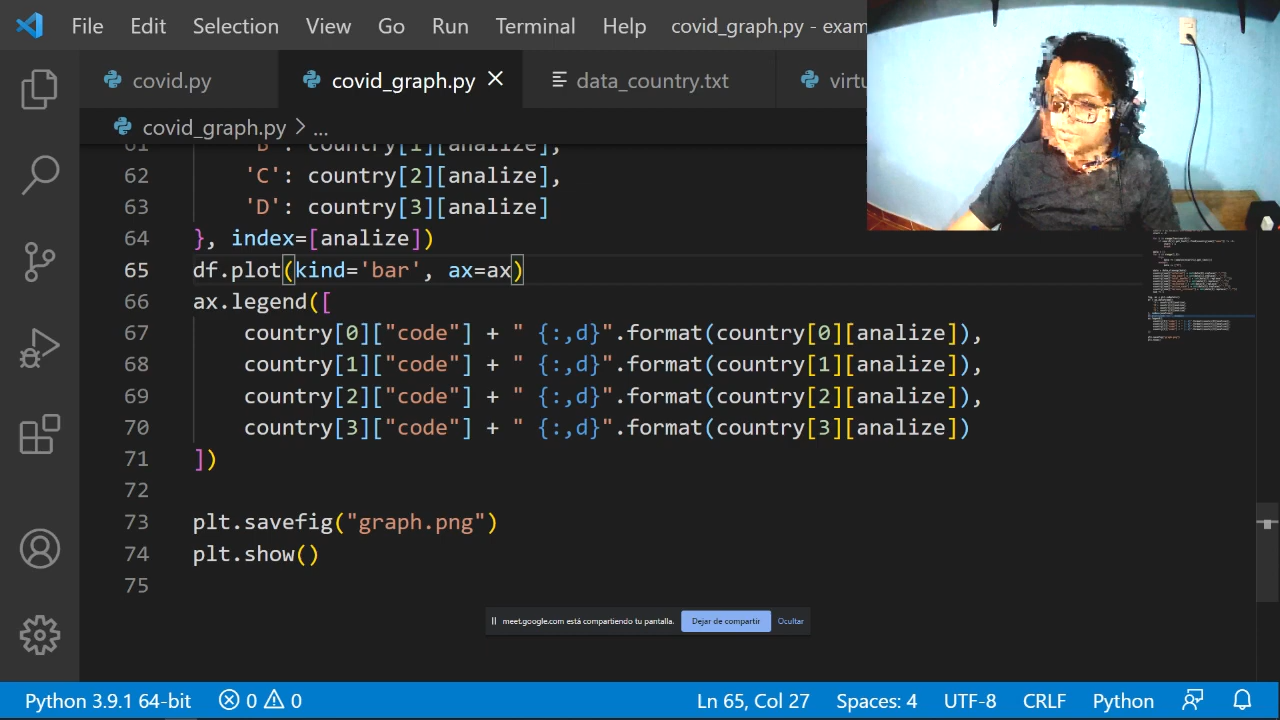 File Edit Selection View Go Run Terminal Help covid_graph.py - exam
covid.py covid_graph.py data_country.txt virtu
covid_graph.py > ...
61 'B': country[1][analize],
62 'C': country[2][analize],
63 'D': country[3][analize]
64 }, index=[analize])
65 df.plot(kind='bar', ax=ax)
66 ax.legend([
67 country[0]["code"] + " {:,d}".format(country[0][analize]),
68 country[1]["code"] + " {:,d}".format(country[1][analize]),
69 country[2]["code"] + " {:,d}".format(country[2][analize]),
70 country[3]["code"] + " {:,d}".format(country[3][analize])
71 ])
72
73 plt.savefig("graph.png")
74 plt.show()
75
meet.google.com está compartiendo tu pantalla. Dejar de compartir Ocultar
Python 3.9.1 64-bit 0 0 Ln 65, Col 27 Spaces: 4 UTF-8 CRLF Python